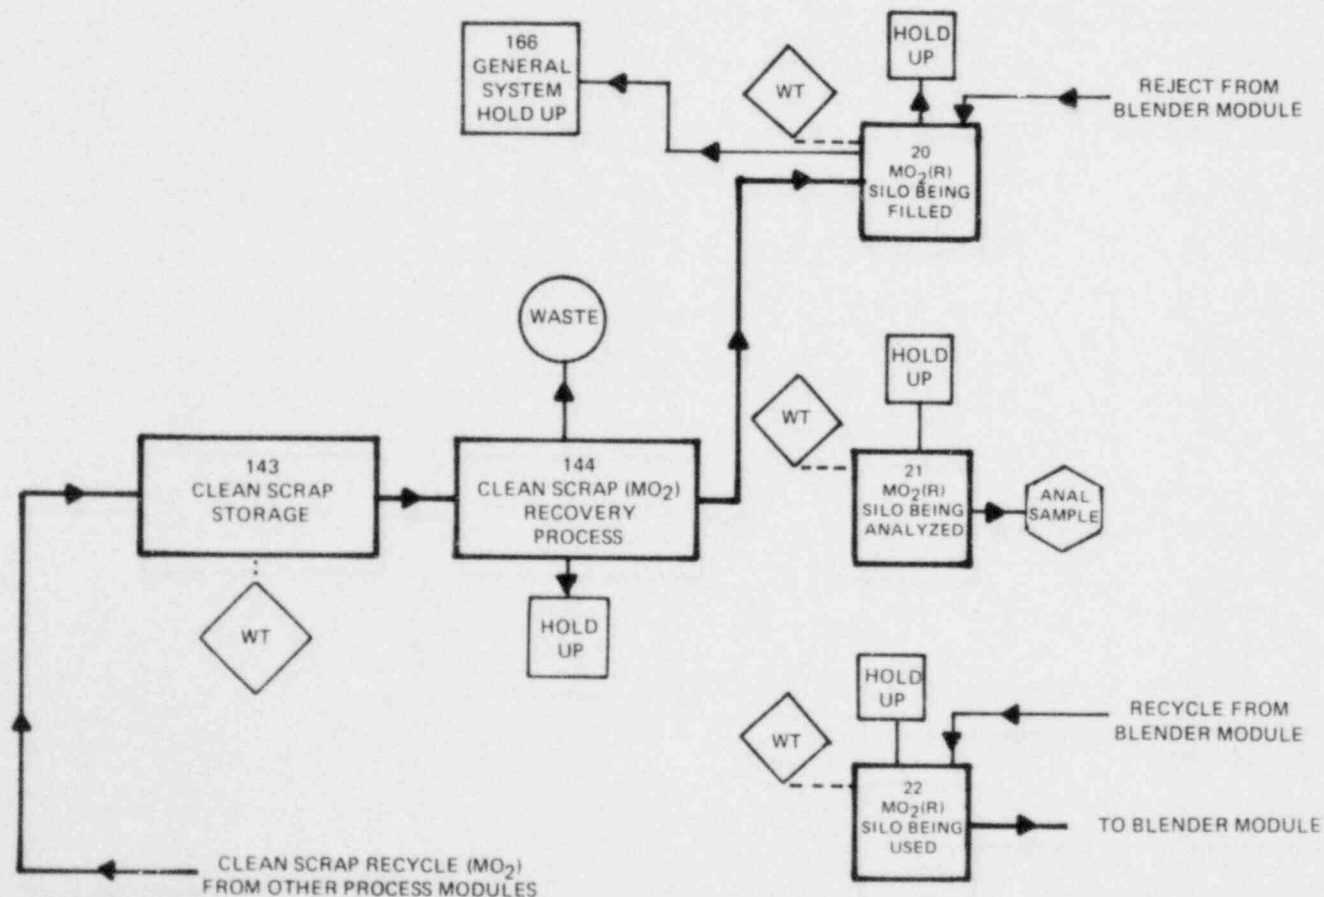 166
GENERAL
SYSTEM
HOLD UP
HOLD
UP
WT
REJECT FROM
BLENDER MODULE
20
MO₂(R)
SILO BEING
FILLED
WASTE
HOLD
UP
WT
143
CLEAN SCRAP
STORAGE
144
CLEAN SCRAP (MO₂)
RECOVERY
PROCESS
21
MO₂(R)
SILO BEING
ANALYZED
ANAL
SAMPLE
WT
HOLD
UP
HOLD
UP
WT
RECYCLE FROM
BLENDER MODULE
22
MO₂(R)
SILO BEING
USED
TO BLENDER MODULE
CLEAN SCRAP RECYCLE (MO₂)
FROM OTHER PROCESS MODULES